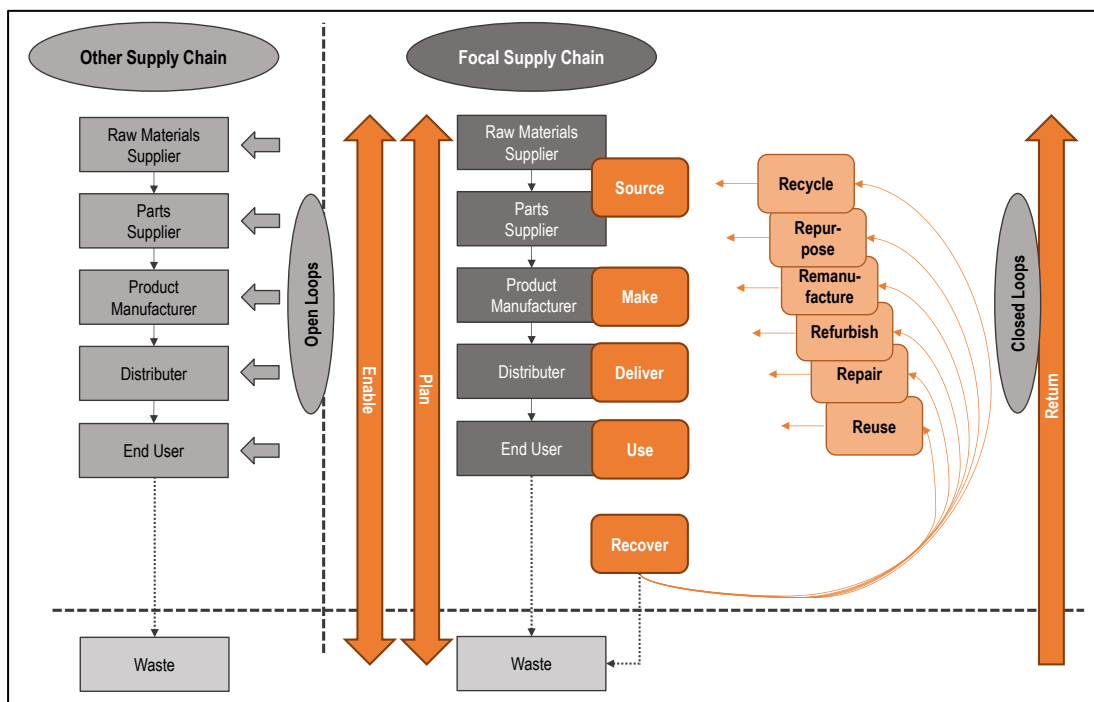 Other Supply Chain
Focal Supply Chain
Raw Materials
Supplier
Parts
Supplier
Product
Manufacturer
Distributer
End User
Waste
Open Loops
Enable
Plan
Raw Materials
Supplier
Source
Parts
Supplier
Product
Manufacturer
Make
Distributer
Deliver
End User
Use
Recover
Waste
Recycle
Repur-
pose
Remanu-
facture
Refurbish
Repair
Reuse
Closed Loops
Return